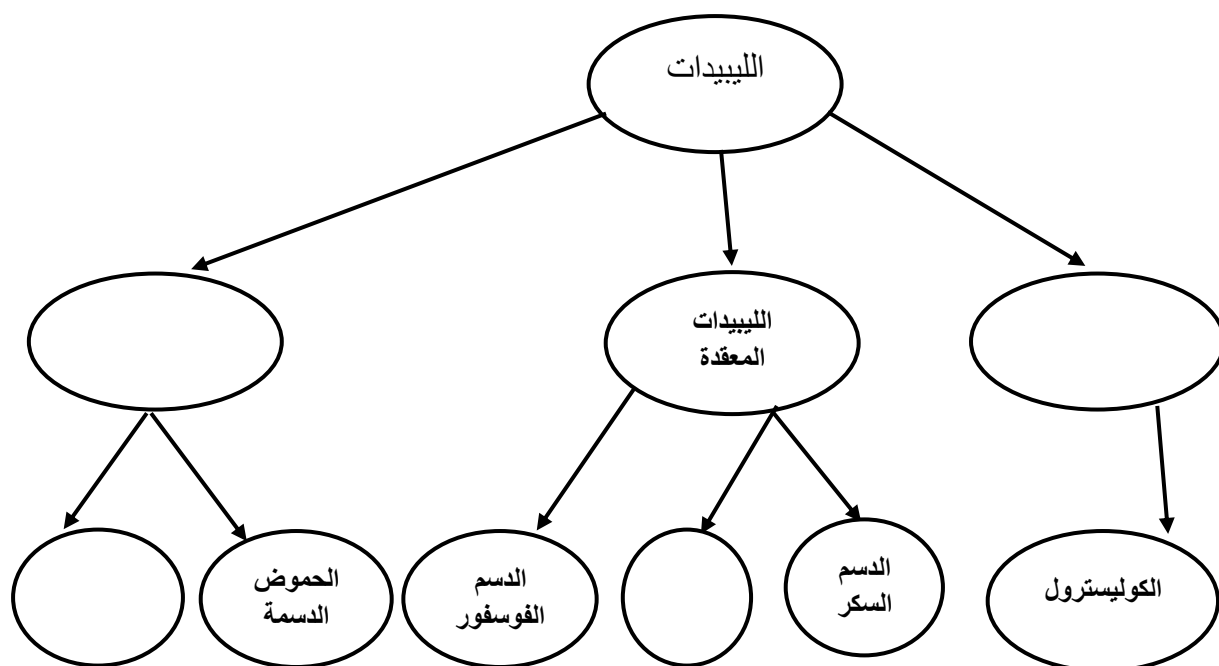 الليبيدات
الليبيدات
المعقدة
الكوليسترول
الدسم
السكر
الدسم
الفوسفور
الحموض
الدسمة